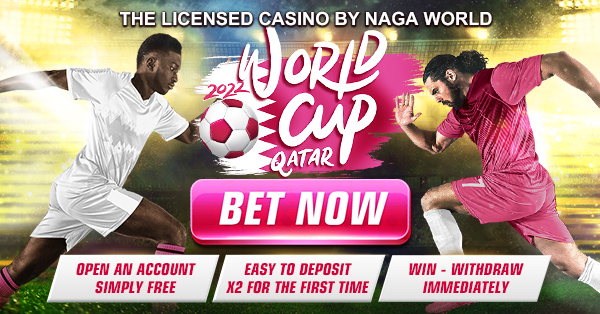 THE LICENSED CASINO BY NAGA WORLD
2022
WORLD
CUP
QATAR
BET NOW
OPEN AN ACCOUNT
SIMPLY FREE
EASY TO DEPOSIT
X2 FOR THE FIRST TIME
WIN - WITHDRAW
IMMEDIATELY
7